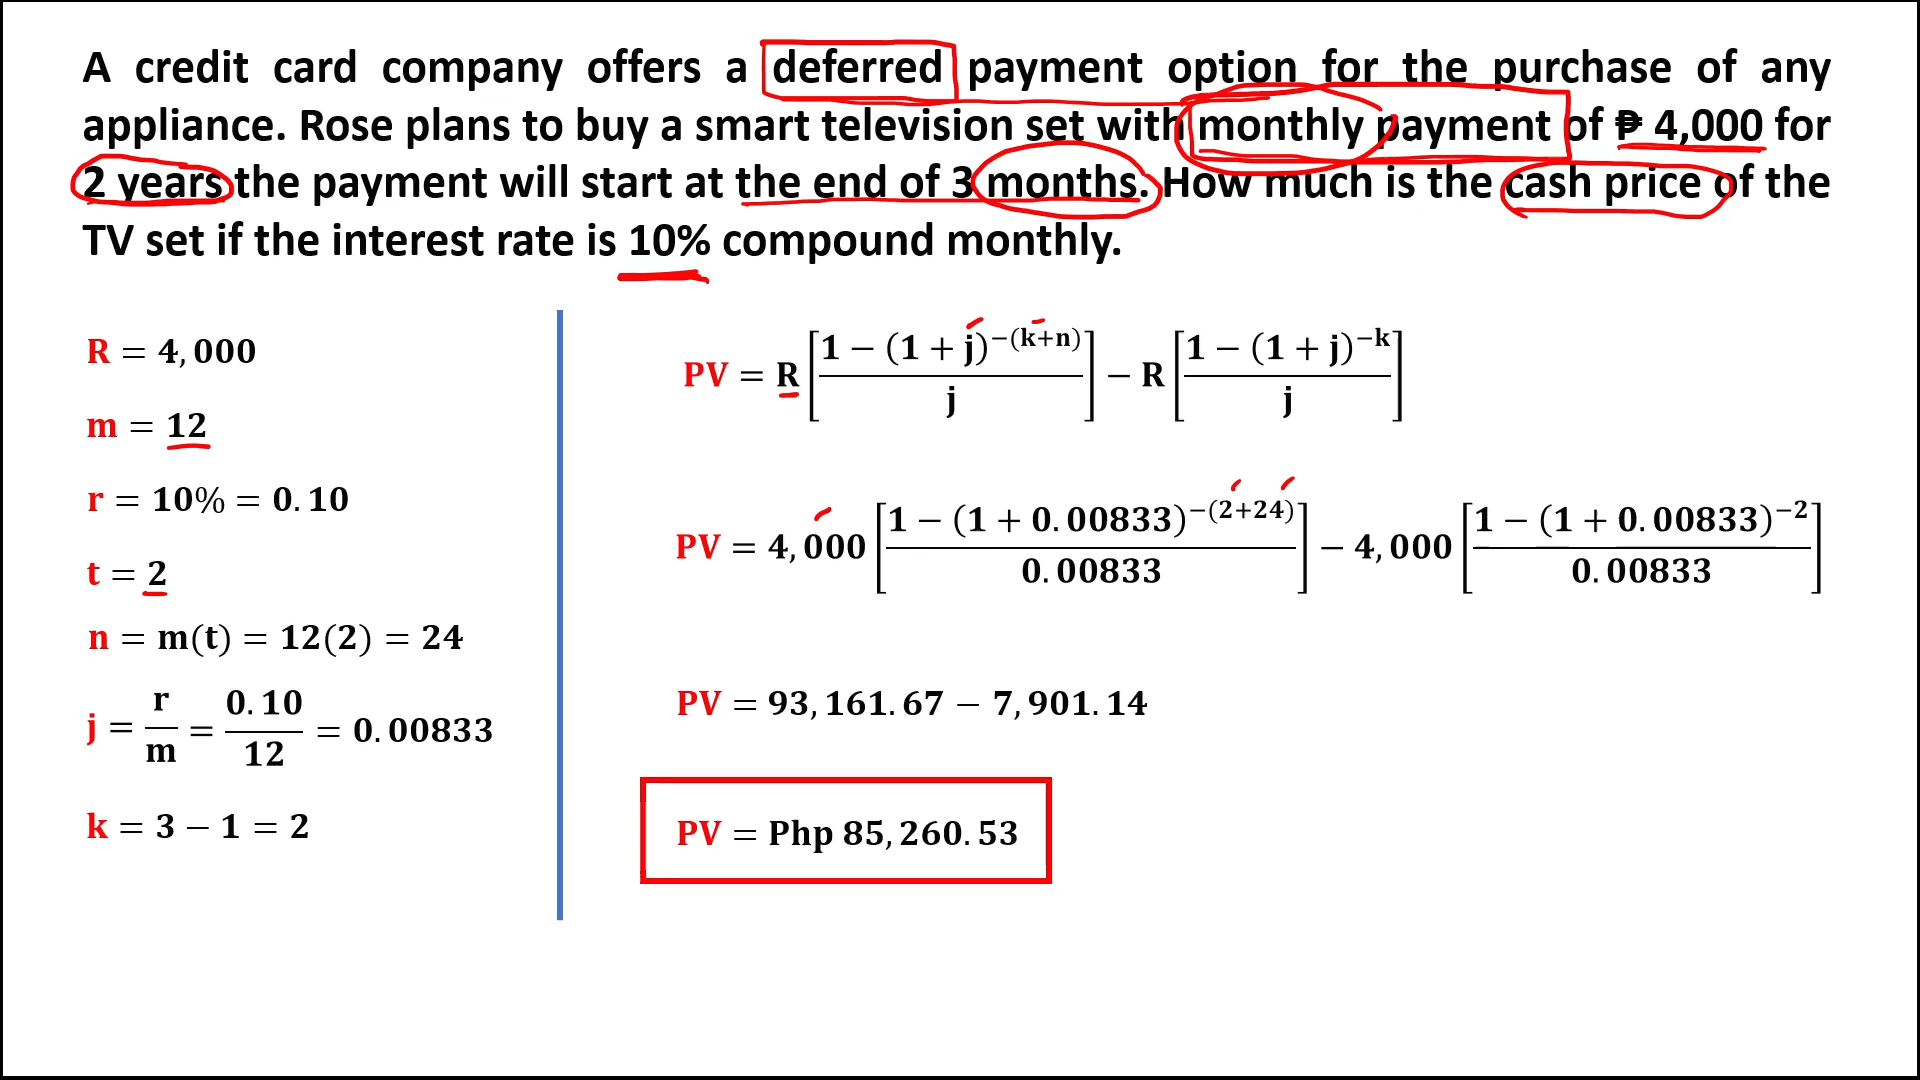 A credit card company offers a deferred payment option for the purchase of any
appliance. Rose plans to buy a smart television set with monthly payment of ₱ 4,000 for
2 years the payment will start at the end of 3 months. How much is the cash price of the
TV set if the interest rate is 10% compound monthly.
R = 4,000
m = 12
r = 10% = 0.10
t = 2
n = m(t) = 12(2) = 24
j = r/m = 0.10/12 = 0.00833
k = 3 − 1 = 2
PV = R[(1 − (1 + j)^−(k+n))/j] − R[(1 − (1 + j)^−k)/j]
PV = 4,000[(1 − (1 + 0.00833)^−(2+24))/0.00833] − 4,000[(1 − (1 + 0.00833)^−2)/0.00833]
PV = 93,161.67 − 7,901.14
PV = Php 85,260.53